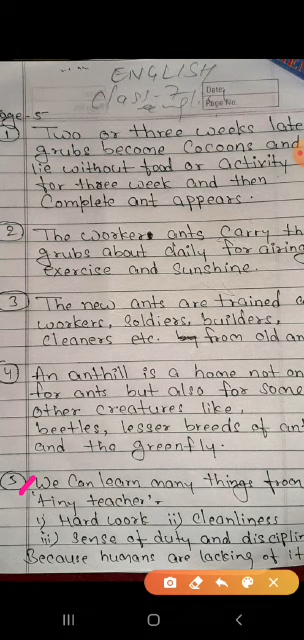 ENGLISH
Class-7
Date:
Page No.
age-5
1 Two or three weeks late
grubs become Cocoons and
lie without food or activity
for three week and then
Complete ant appears.
2 The worker ants carry th
grubs about daily for airing
exercise and sunshine.
3 The new ants are trained a
workers, soldiers, builders,
cleaners etc. from old an
4 An anthill is a home not on
for ants but also for some
other creatures like,
beetles, lesser breeds of an
and the greenfly.
5 We can learn many things from
'tiny teacher'.
i) Hard work ii) cleanliness
iii) sense of duty and disciplin
Because humans are lacking of it